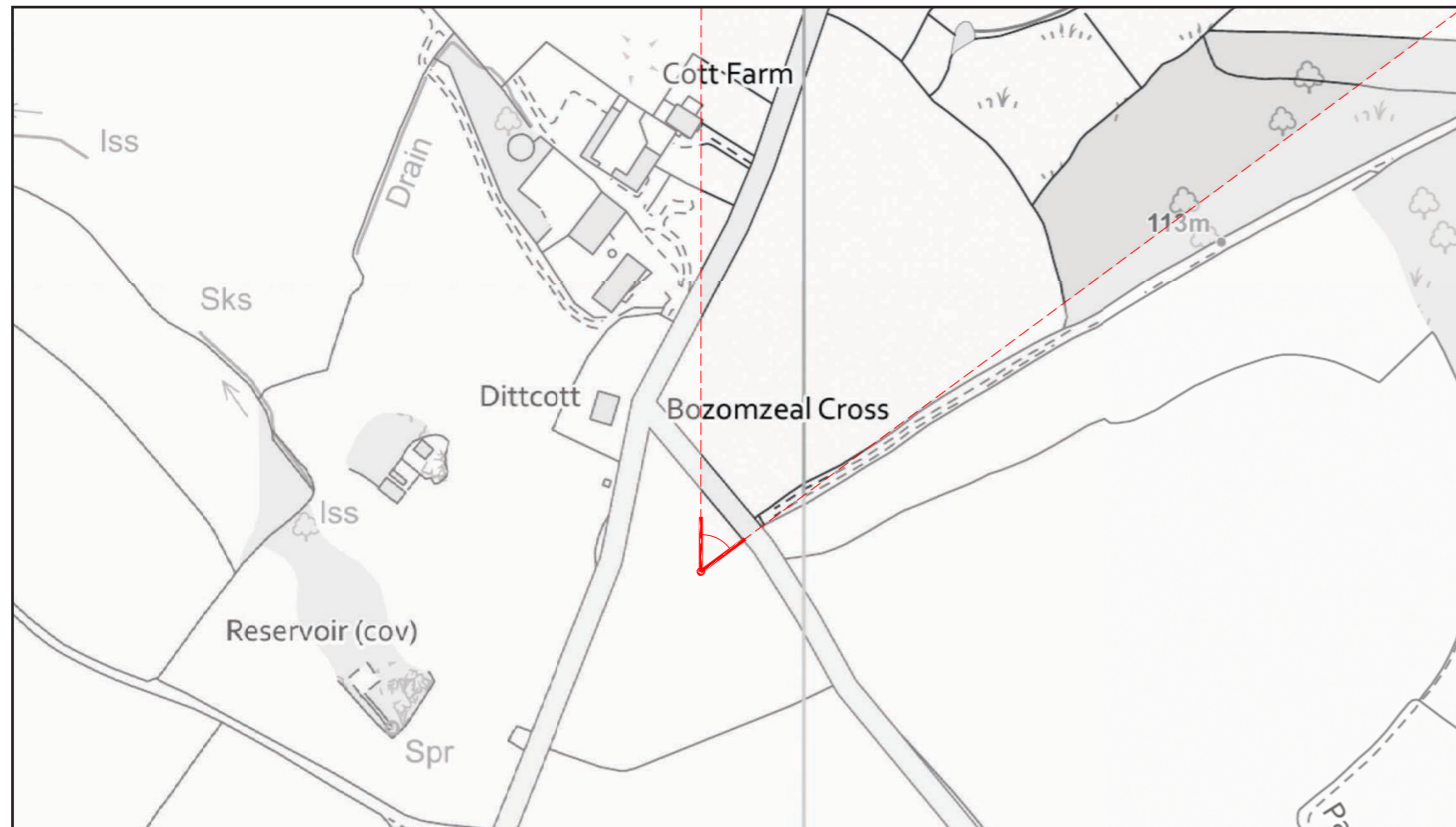 Cott Farm
Iss
Drain
113m
Sks
Dittcott
Bozomzeal Cross
Iss
Reservoir (cov)
Spr